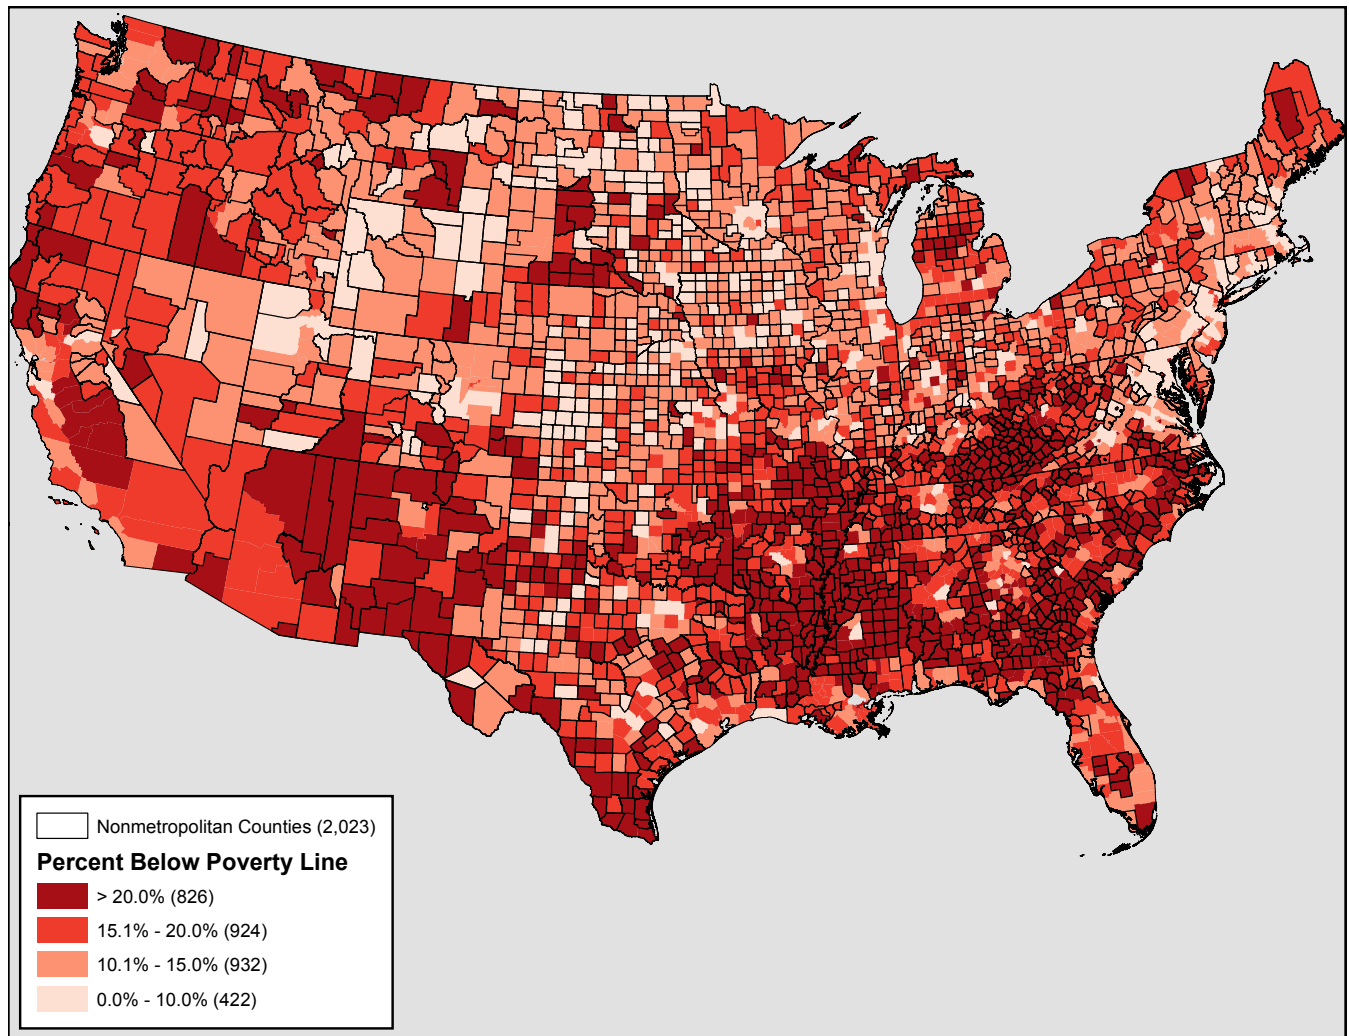 Nonmetropolitan Counties (2,023)
Percent Below Poverty Line
> 20.0% (826)
15.1% - 20.0% (924)
10.1% - 15.0% (932)
0.0% - 10.0% (422)